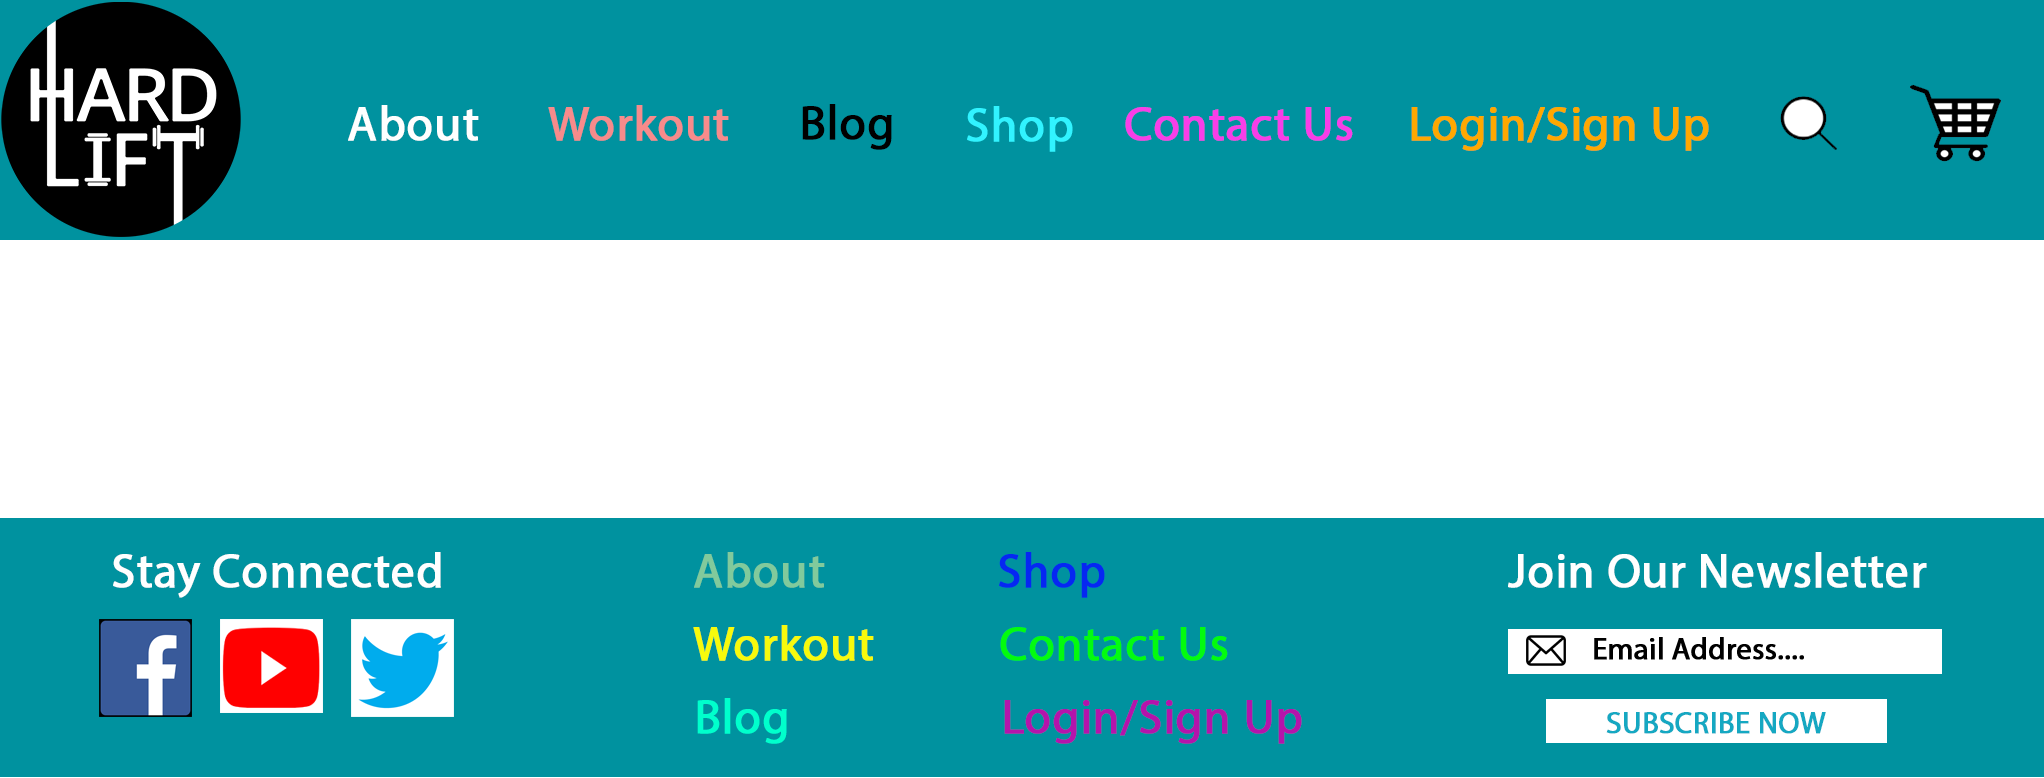 HARD
LIFT
About Workout Blog Shop Contact Us Login/Sign Up
Stay Connected
About
Workout
Blog
Shop
Contact Us
Login/Sign Up
Join Our Newsletter
Email Address....
SUBSCRIBE NOW